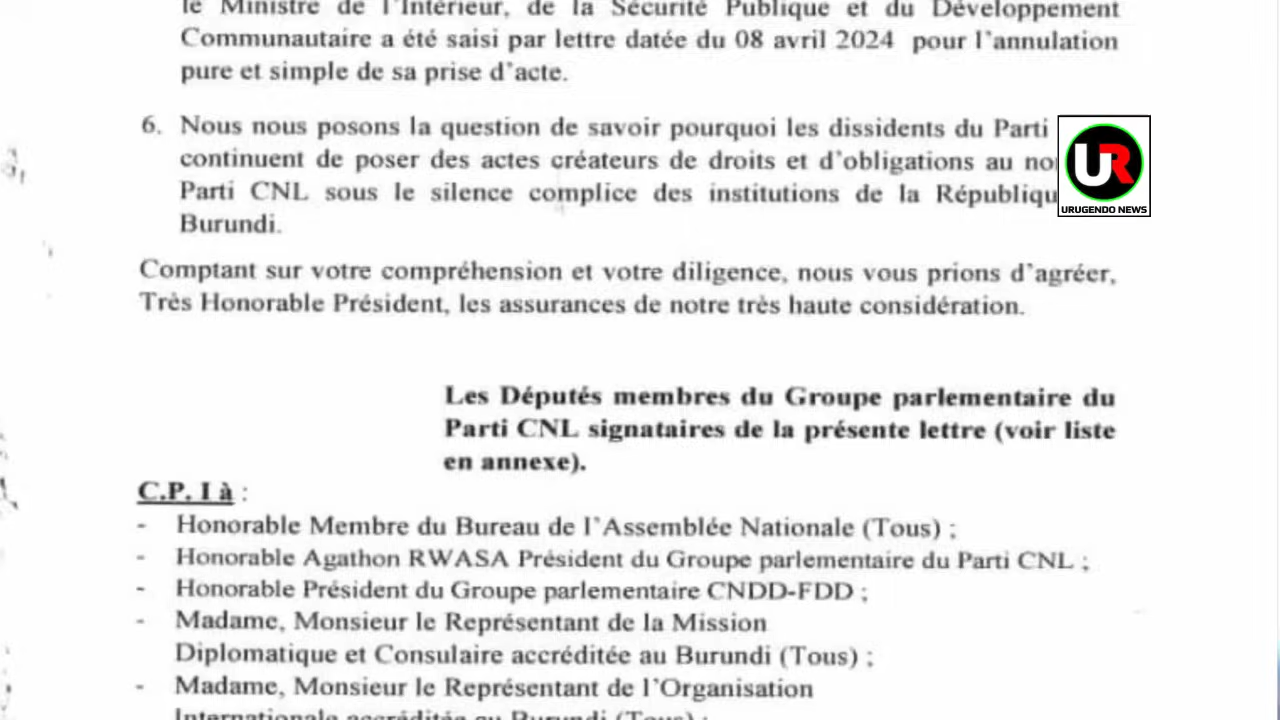 le Ministre de l'Intérieur, de la Sécurité Publique et du Développement
Communautaire a été saisi par lettre datée du 08 avril 2024 pour l'annulation
pure et simple de sa prise d'acte.
6. Nous nous posons la question de savoir pourquoi les dissidents du Parti
continuent de poser des actes créateurs de droits et d'obligations au
Parti CNL sous le silence complice des institutions de la
Burundi.
UR
URUGENDO NEWS
Comptant sur votre compréhension et votre diligence, nous vous prions d'agréer,
Très Honorable Président, les assurances de notre très haute considération.
Les Députés membres du Groupe parlementaire du
Parti CNL signataires de la présente lettre (voir liste
en annexe).
C.P. I à :
- Honorable Membre du Bureau de l'Assemblée Nationale (Tous) ;
- Honorable Agathon RWASA Président du Groupe parlementaire du Parti CNL ;
- Honorable Président du Groupe parlementaire CNDD-FDD ;
- Madame, Monsieur le Représentant de la Mission
Diplomatique et Consulaire accréditée au Burundi (Tous) ;
- Madame, Monsieur le Représentant de l'Organisation
Internationale accréditée au Burundi (Tous) ;